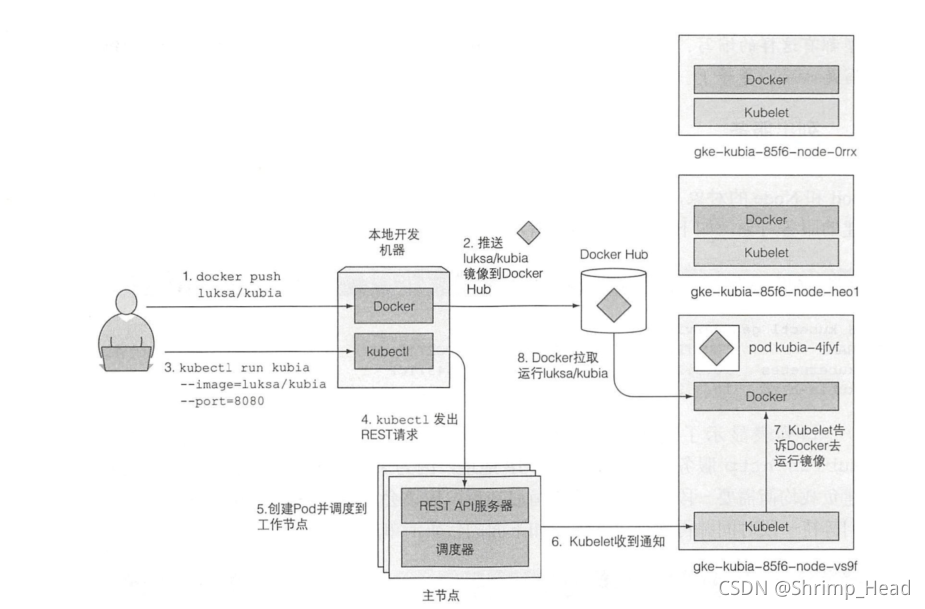 Docker
Kubelet
gke-kubia-85f6-node-0rrx
Docker
Kubelet
gke-kubia-85f6-node-heo1
本地开发
机器
1. docker push
luksa/kubia
Docker
kubectl
2. 推送
luksa/kubia
镜像到Docker
Hub
Docker Hub
3. kubectl run kubia
--image=luksa/kubia
--port=8080
4. kubectl 发出
REST请求
5.创建Pod并调度到
工作节点
REST API服务器
调度器
主节点
6. Kubelet收到通知
8. Docker拉取
运行luksa/kubia
pod kubia-4jfyf
Docker
7. Kubelet告
诉Docker去
运行镜像
Kubelet
gke-kubia-85f6-node-vs9f
CSDN @Shrimp_Head